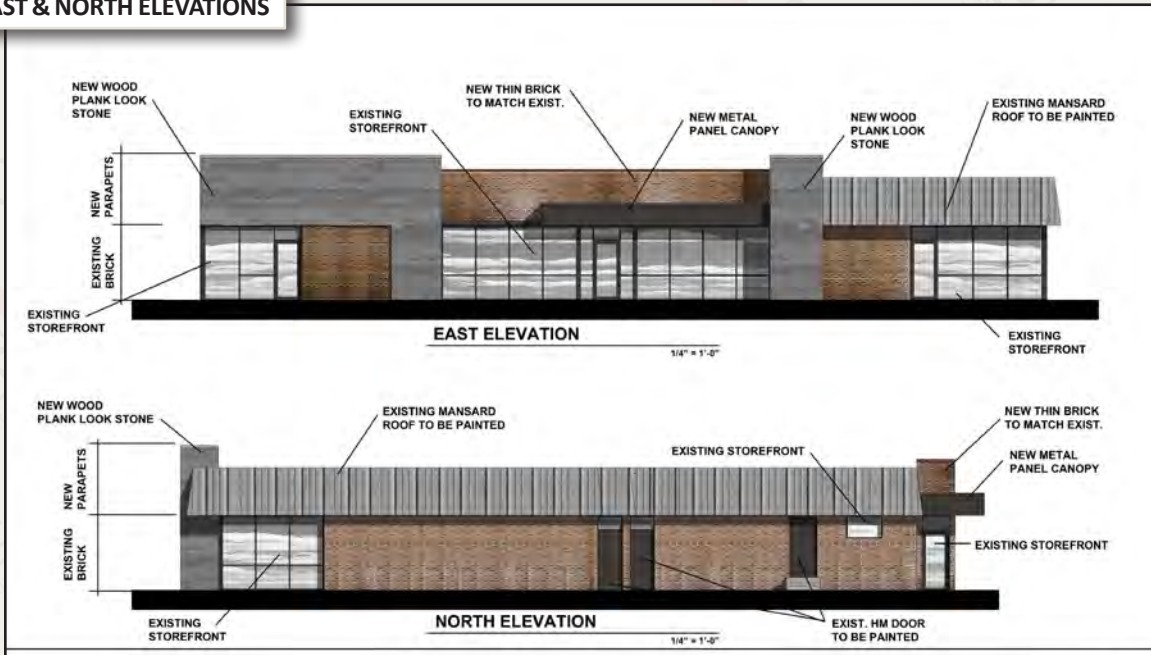 AST & NORTH ELEVATIONS
NEW WOOD
PLANK LOOK
STONE
EXISTING
STOREFRONT
NEW THIN BRICK
TO MATCH EXIST.
NEW METAL
PANEL CANOPY
NEW WOOD
PLANK LOOK
STONE
EXISTING MANSARD
ROOF TO BE PAINTED
NEW
PARAPETS
EXISTING
BRICK
EXISTING
STOREFRONT
EXISTING
STOREFRONT
EAST ELEVATION
1/4" = 1'-0"
NEW WOOD
PLANK LOOK STONE
EXISTING MANSARD
ROOF TO BE PAINTED
EXISTING STOREFRONT
NEW THIN BRICK
TO MATCH EXIST.
NEW METAL
PANEL CANOPY
NEW
PARAPETS
EXISTING
BRICK
EXISTING STOREFRONT
EXISTING
STOREFRONT
NORTH ELEVATION
1/4" = 1'-0"
EXIST. HM DOOR
TO BE PAINTED